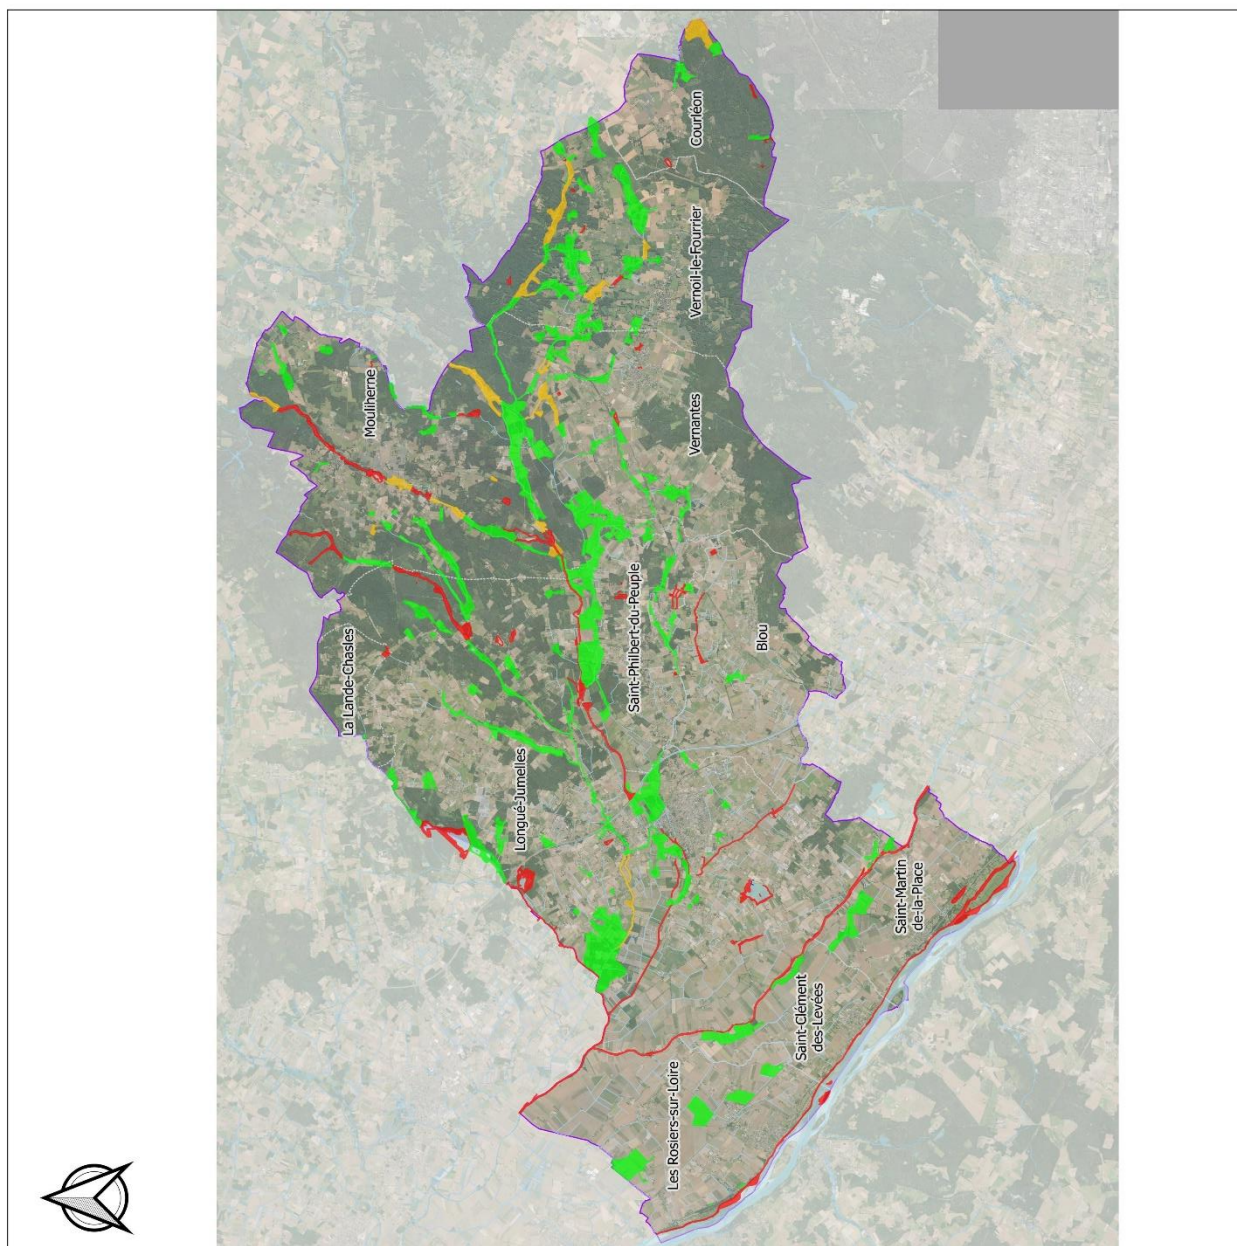 Courléon
Vernoil-le-Fourrier
Mouliherne
Vernantes
La Lande-Chasles
Saint-Philbert-du-Peuple
Blou
Longué-Jumelles
Saint-Martin
de-la-Place
Saint-Clément
des-Levées
Les Rosiers-sur-Loire